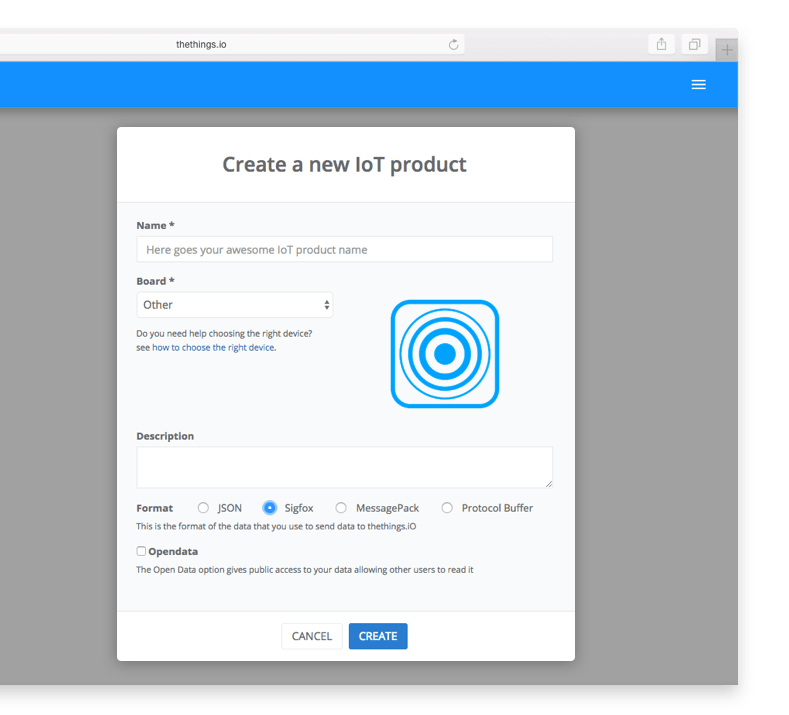 thethings.io
Create a new IoT product
Name *
Here goes your awesome IoT product name
Board *
Other
Do you need help choosing the right device?
see how to choose the right device.
Description
Format JSON Sigfox MessagePack Protocol Buffer
This is the format of the data that you use to send data to thethings.iO
Opendata
The Open Data option gives public access to your data allowing other users to read it
CANCEL CREATE